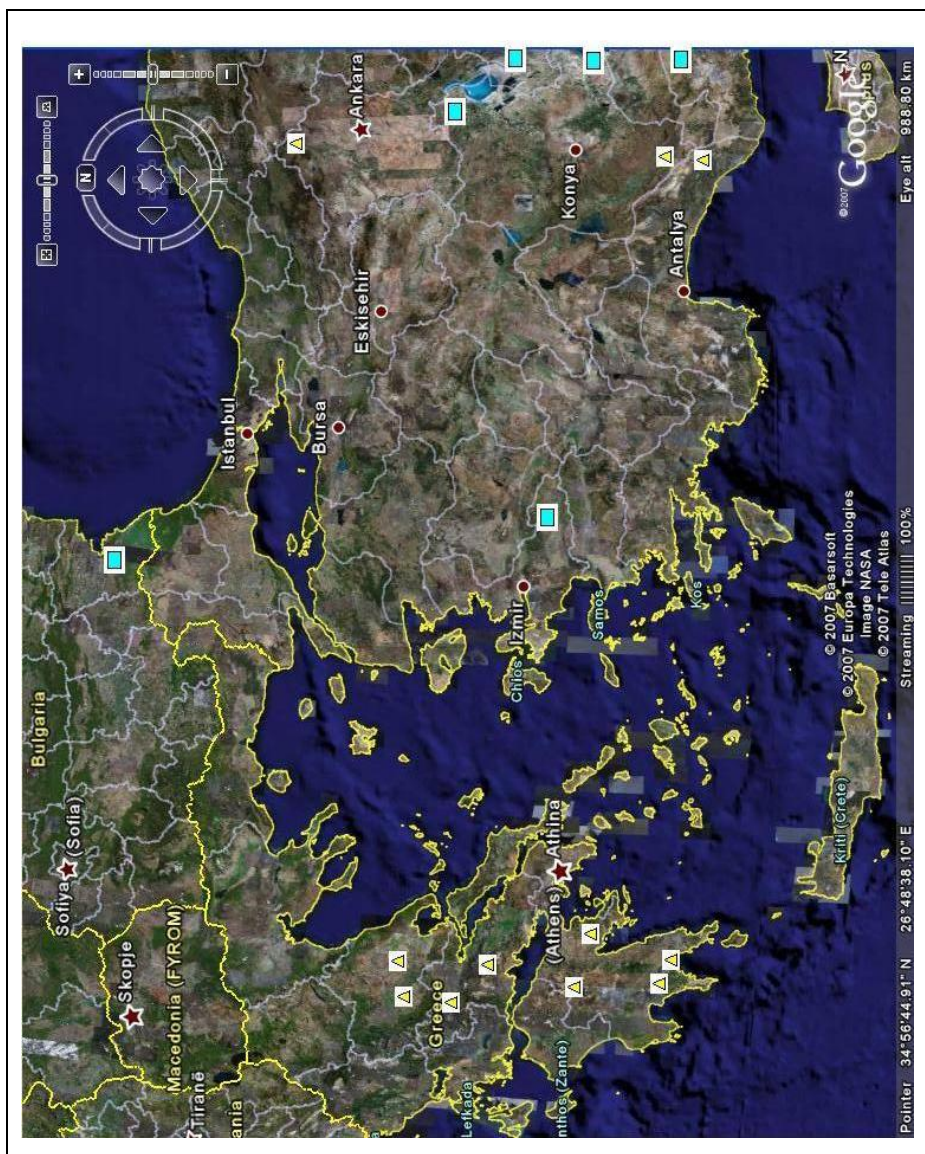 Bulgaria
Sofiya (Sofia)
N
Skopje
Macedonia (FYROM)
Tiranë
Istanbul
ania
Bursa
Ankara
Eskisehir
Greece
Lefkada
Chios
Izmir
(Athens) Athina
nthos (Zante)
Konya
Samos
Antalya
Kos
© 2007 Basarsoft
© 2007 Europa Technologies
Image NASA
© 2007 Tele Atlas
Kriti (Crete)
N
©2007 Google
Pointer 34°56'44.91" N 26°48'38.10" E Streaming 100% Eye alt 988.80 km